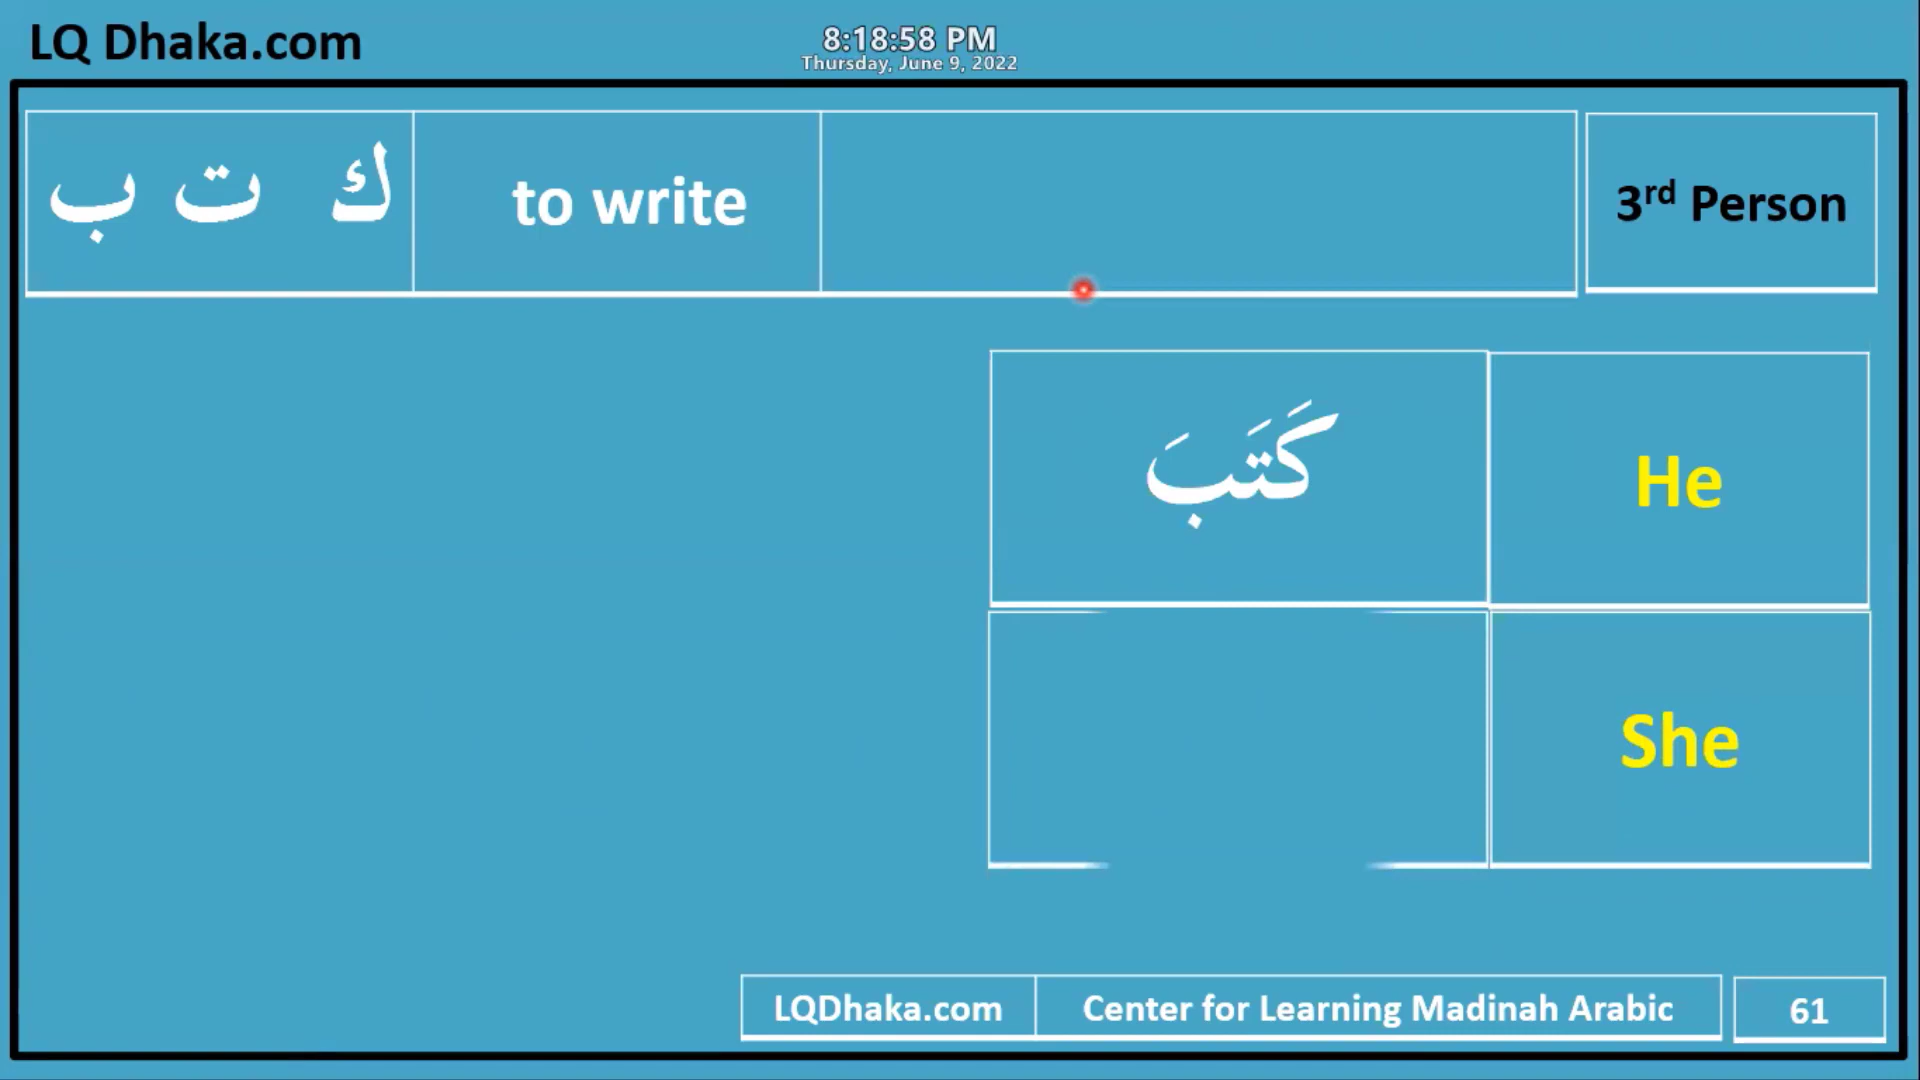 LQ Dhaka.com
8:18:58 PM
Thursday, June 9, 2022
ك ت ب
to write
3rd Person
كَتَبَ
He
She
LQDhaka.com
Center for Learning Madinah Arabic
61